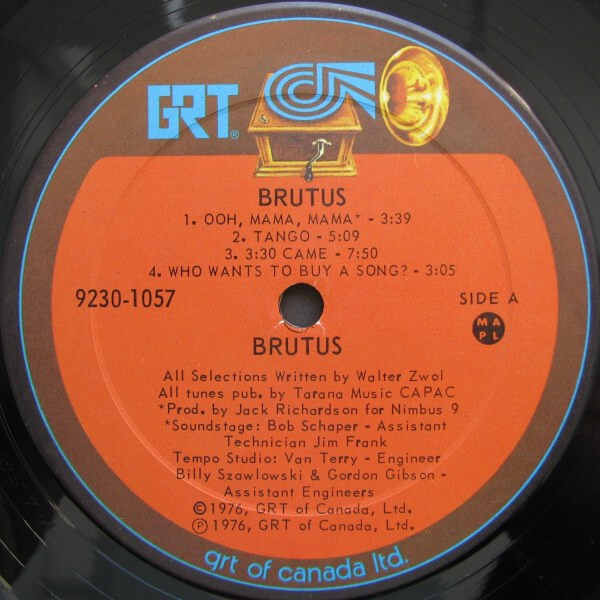 GRT®
BRUTUS
1. OOH, MAMA, MAMA* - 3:39
2. TANGO - 5:09
3. 3:30 CAME - 7:50
4. WHO WANTS TO BUY A SONG? - 3:05
9230-1057
SIDE A
MAPL
BRUTUS
All Selections Written by Walter Zwol
All tunes pub. by Tarana Music CAPAC
*Prod. by Jack Richardson for Nimbus 9
*Soundstage: Bob Schaper - Assistant
Technician Jim Frank
Tempo Studio: Van Terry - Engineer
Billy Szawlowski & Gordon Gibson -
Assistant Engineers
©1976, GRT of Canada, Ltd.
℗1976, GRT of Canada, Ltd.
grt of canada ltd.